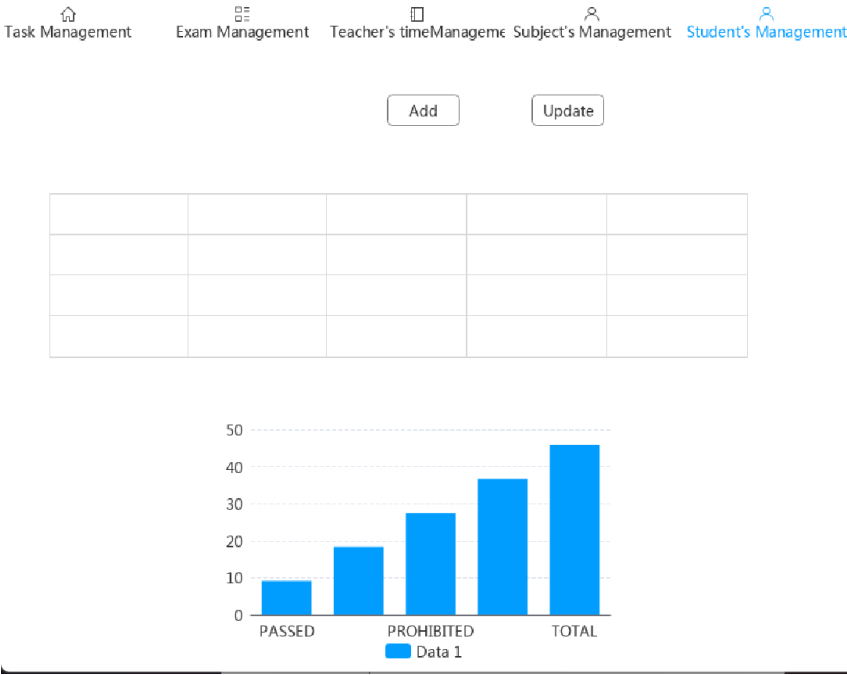 Task Management Exam Management Teacher's timeManageme Subject's Management Student's Management
Add Update
50
40
30
20
10
0
PASSED PROHIBITED TOTAL
Data 1